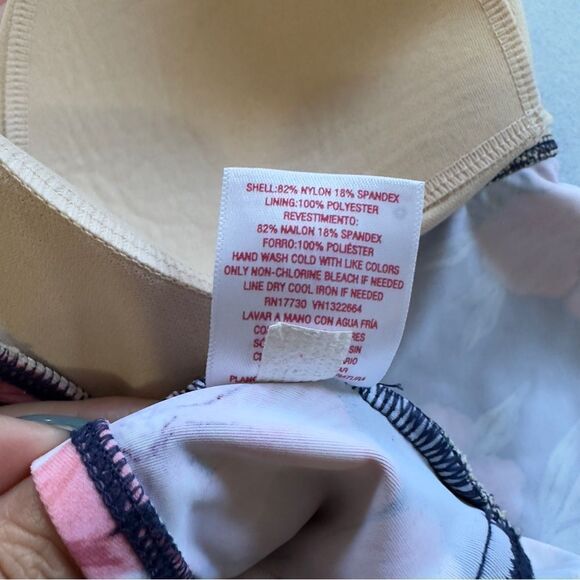 SHELL:82% NYLON 18% SPANDEX
LINING:100% POLYESTER
REVESTIMIENTO:
82% NAILON 18% SPANDEX
FORRO:100% POLIÉSTER
HAND WASH COLD WITH LIKE COLORS
ONLY NON-CHLORINE BLEACH IF NEEDED
LINE DRY COOL IRON IF NEEDED
RN17730 VN1322664
LAVAR A MANO CON AGUA FRÍA